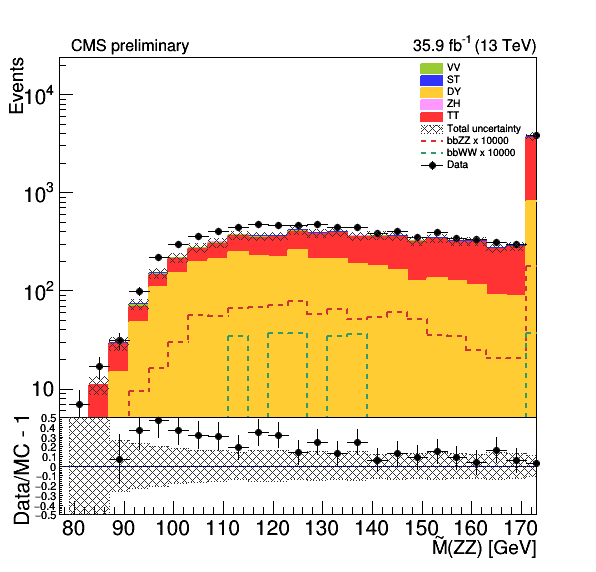 CMS preliminary
35.9 fb⁻¹ (13 TeV)
Events
10⁴
10³
10²
10
VV
ST
DY
ZH
TT
Total uncertainty
bbZZ x 10000
bbWW x 10000
Data
Data/MC - 1
0.5
0.4
0.3
0.2
0.1
0
−0.1
−0.2
−0.3
−0.4
−0.5
80 90 100 110 120 130 140 150 160 170
M̃(ZZ) [GeV]